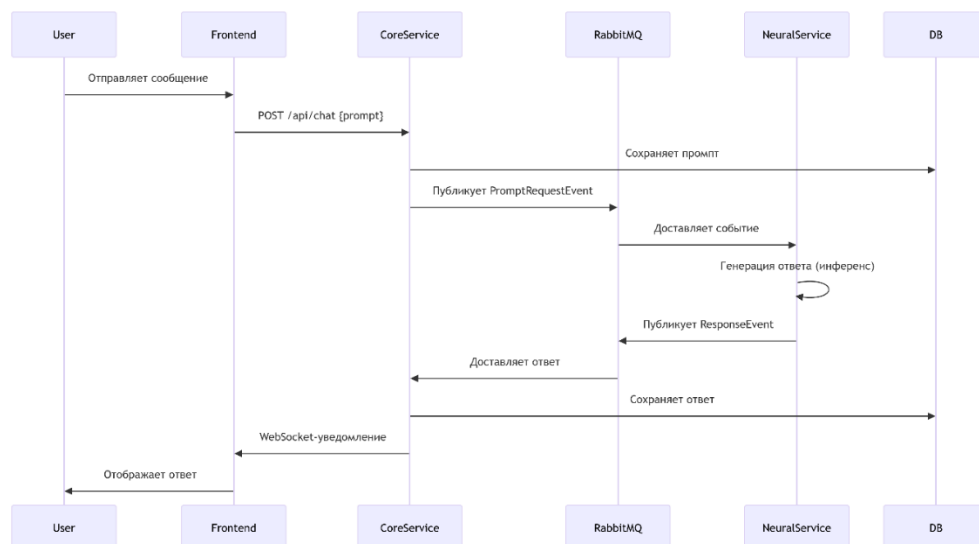 User
Frontend
CoreService
RabbitMQ
NeuralService
DB
Отправляет сообщение
POST /api/chat {prompt}
Сохраняет промпт
Публикует PromptRequestEvent
Доставляет событие
Генерация ответа (инференс)
Публикует ResponseEvent
Доставляет ответ
Сохраняет ответ
WebSocket-уведомление
Отображает ответ
User
Frontend
CoreService
RabbitMQ
NeuralService
DB